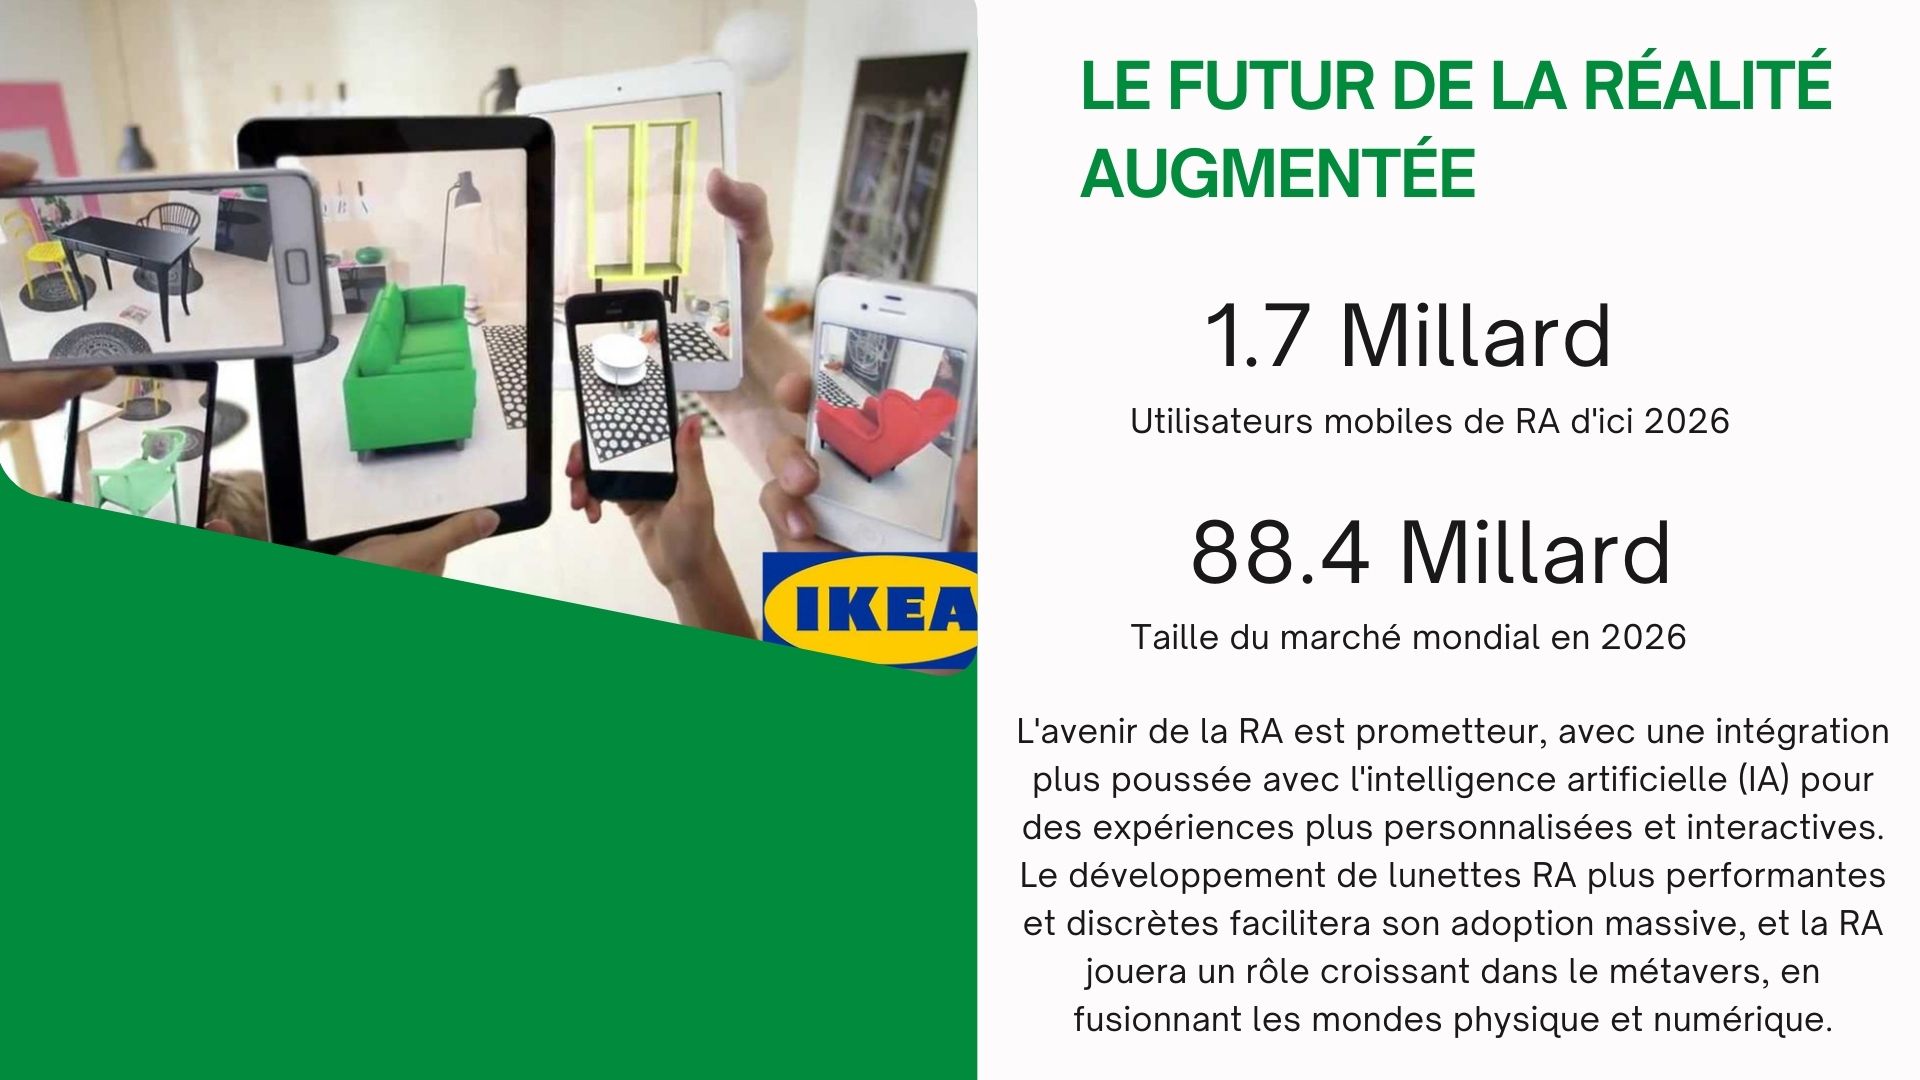 LE FUTUR DE LA RÉALITÉ
AUGMENTÉE
1.7 Millard
Utilisateurs mobiles de RA d'ici 2026
88.4 Millard
Taille du marché mondial en 2026
L'avenir de la RA est prometteur, avec une intégration
plus poussée avec l'intelligence artificielle (IA) pour
des expériences plus personnalisées et interactives.
Le développement de lunettes RA plus performantes
et discrètes facilitera son adoption massive, et la RA
jouera un rôle croissant dans le métavers, en
fusionnant les mondes physique et numérique.
IKEA